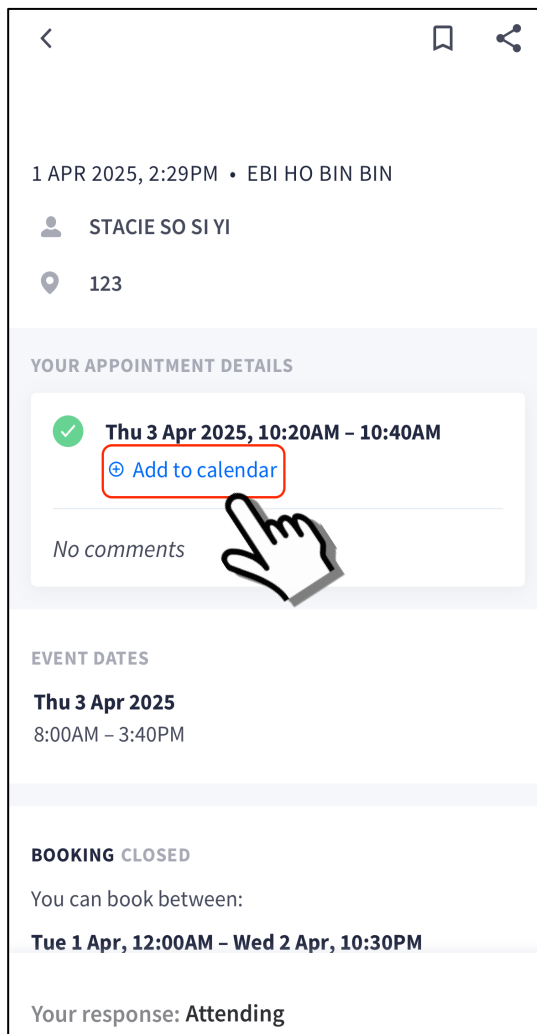 1 APR 2025, 2:29PM • EBI HO BIN BIN
STACIE SO SI YI
123
YOUR APPOINTMENT DETAILS
Thu 3 Apr 2025, 10:20AM – 10:40AM
Add to calendar
No comments
EVENT DATES
Thu 3 Apr 2025
8:00AM – 3:40PM
BOOKING CLOSED
You can book between:
Tue 1 Apr, 12:00AM – Wed 2 Apr, 10:30PM
Your response: Attending